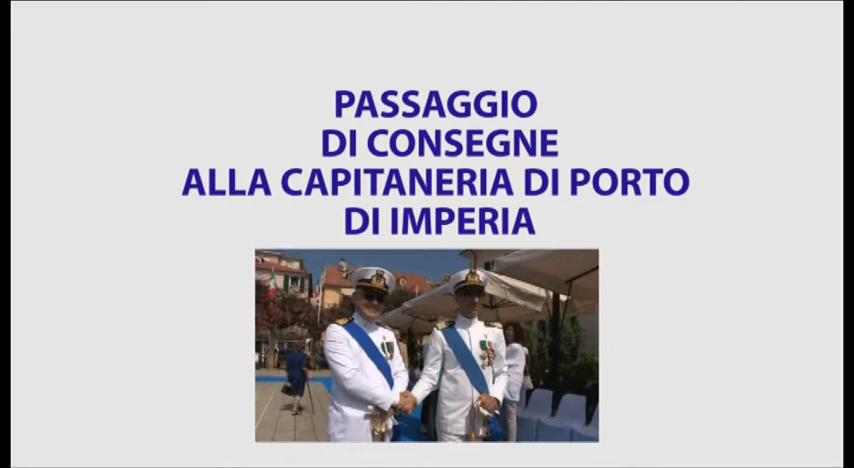 PASSAGGIO
DI CONSEGNE
ALLA CAPITANERIA DI PORTO
DI IMPERIA